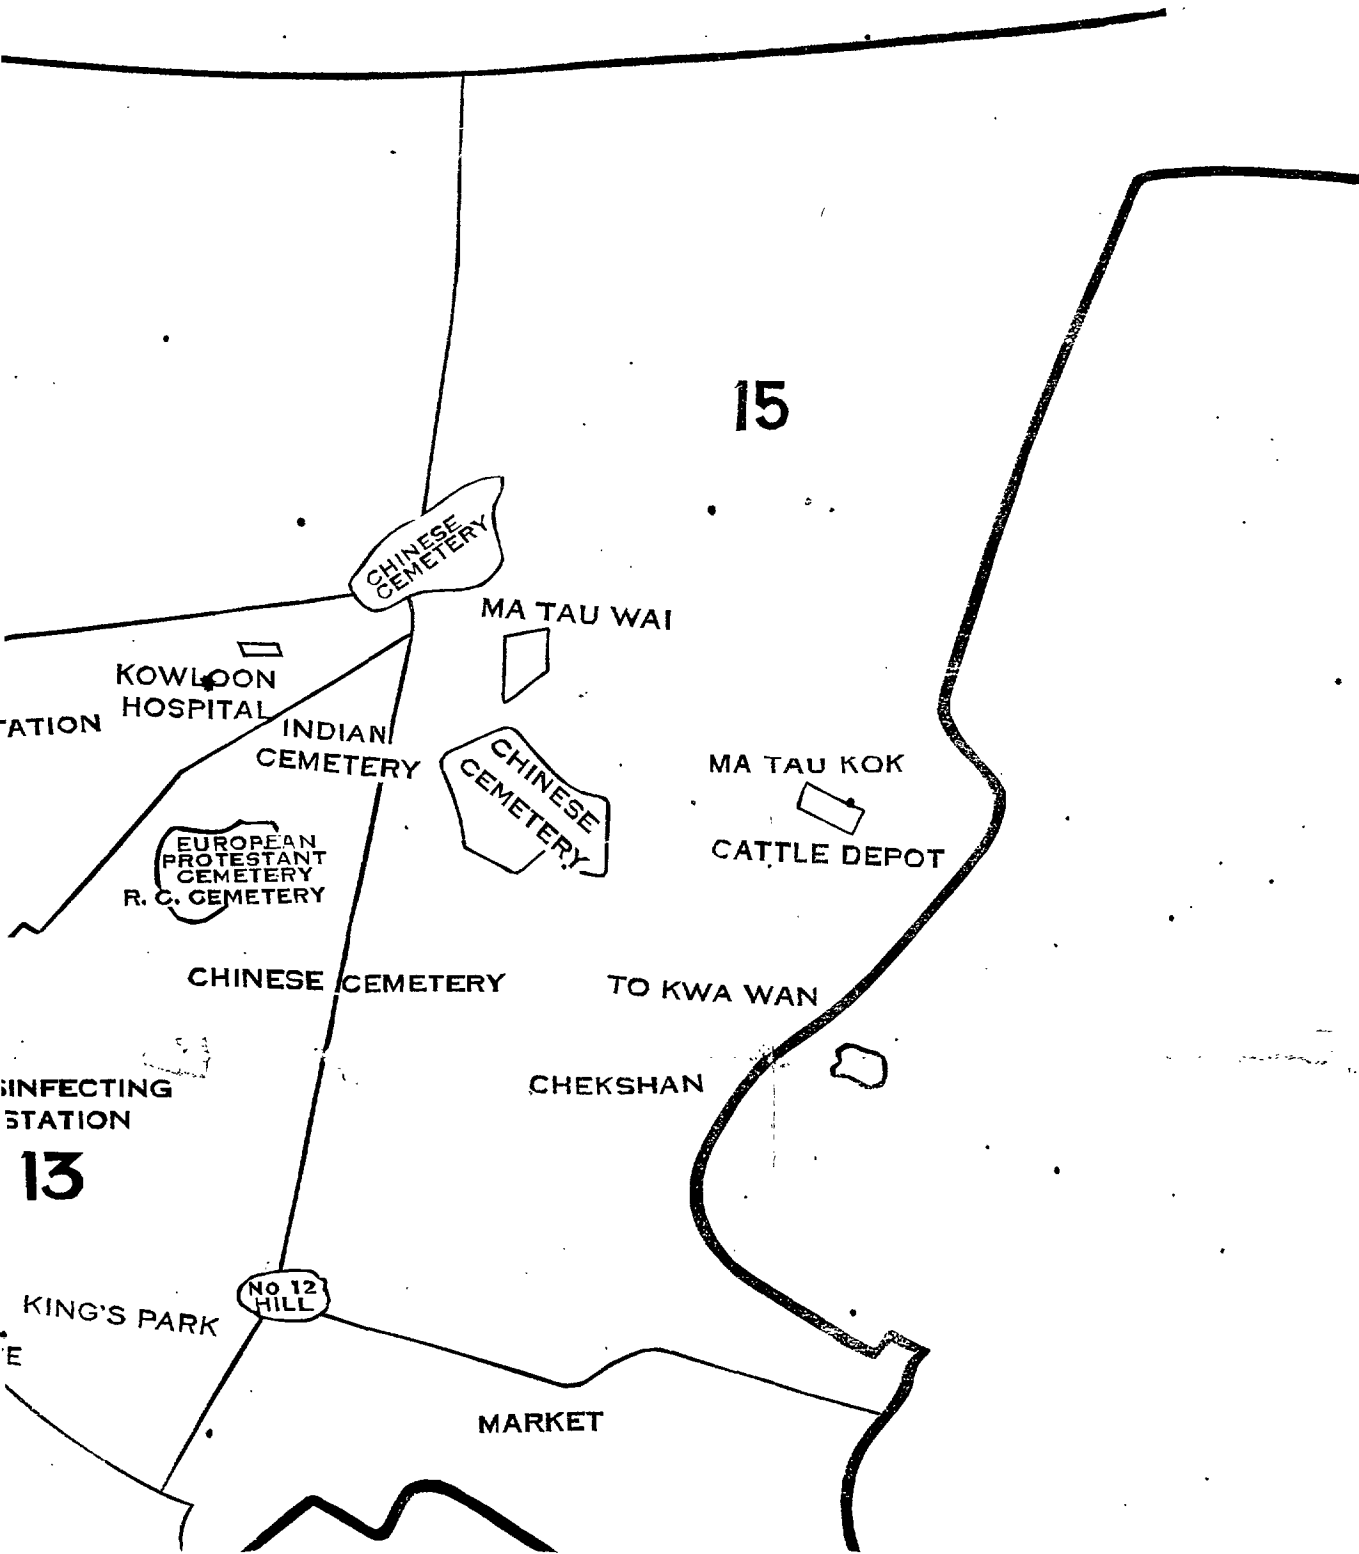 15
CHINESE
CEMETERY
MA TAU WAI
KOWLOON
HOSPITAL
TATION
INDIAN
CEMETERY
CHINESE
CEMETERY
MA TAU KOK
CATTLE DEPOT
EUROPEAN
PROTESTANT
CEMETERY
R. C. CEMETERY
CHINESE CEMETERY
TO KWA WAN
SINFECTING
STATION
CHEKSHAN
13
No 12
HILL
KING'S PARK
E
MARKET